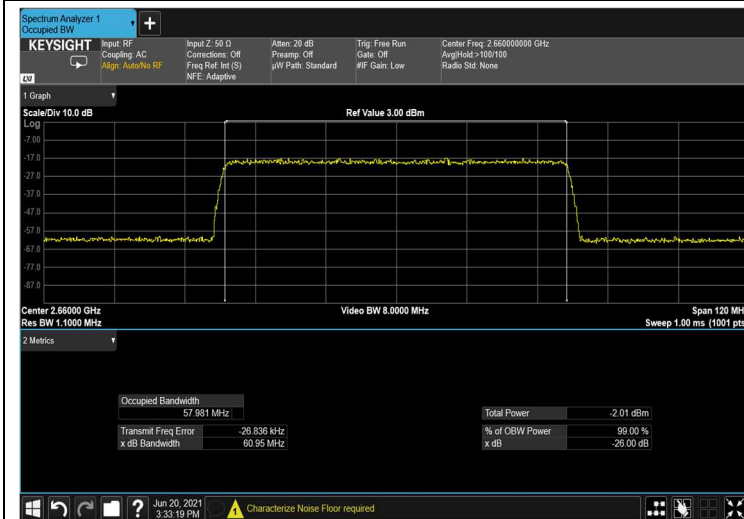 Spectrum Analyzer 1
Occupied BW
KEYSIGHT
Input: RF
Coupling: AC
Align: Auto/No RF
Input Z: 50 Ω
Corrections: Off
Freq Ref: Int (S)
NFE: Adaptive
Atten: 20 dB
Preamp: Off
µW Path: Standard
Trig: Free Run
Gate: Off
#IF Gain: Low
Center Freq: 2.660000000 GHz
Avg|Hold:>100/100
Radio Std: None
LXI
1 Graph
Scale/Div 10.0 dB
Ref Value 3.00 dBm
Log
-7.00
-17.0
-27.0
-37.0
-47.0
-57.0
-67.0
-77.0
-87.0
Center 2.66000 GHz
Video BW 8.0000 MHz
Span 120 MH
Res BW 1.1000 MHz
Sweep 1.00 ms (1001 pts
2 Metrics
Occupied Bandwidth
57.981 MHz
Total Power -2.01 dBm
Transmit Freq Error -26.836 kHz
% of OBW Power 99.00 %
x dB Bandwidth 60.95 MHz
x dB -26.00 dB
?
Jun 20, 2021
3:33:19 PM
1
Characterize Noise Floor required